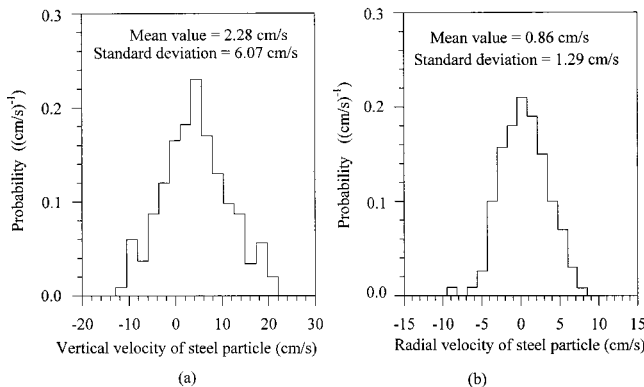 Mean value = 2.28 cm/s
Standard deviation = 6.07 cm/s
Probability ((cm/s)⁻¹)
0.3
0.2
0.1
0.0
-20 -10 0 10 20 30
Vertical velocity of steel particle (cm/s)
(a)
Mean value = 0.86 cm/s
Standard deviation = 1.29 cm/s
Probability ((cm/s)⁻¹)
0.3
0.2
0.1
0.0
-15 -10 -5 0 5 10 15
Radial velocity of steel particle (cm/s)
(b)